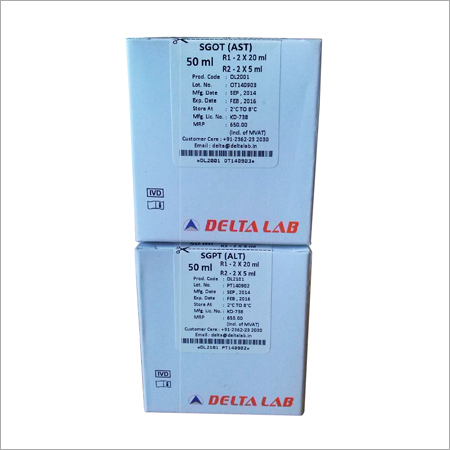 SGOT (AST)
50 ml R1 - 2 X 20 ml
R2 - 2 X 5 ml
Prod. Code : DL2001
Lot. No. : OT140903
Mfg. Date : SEP , 2014
Exp. Date : FEB , 2016
Store At : 2°C TO 8°C
Mfg. Lic. No. : KD-738
MRP : 650.00
(incl. of MVAT)
Customer Care : +91-2362-23 2030
Email : delta@deltalab.in
*DL2001 OT140903*
IVD
DELTA LAB
SGPT (ALT)
50 ml R1 - 2 X 20 ml
R2 - 2 X 5 ml
Prod. Code : DL2101
Lot. No. : PT140902
Mfg. Date : SEP , 2014
Exp. Date : FEB , 2016
Store At : 2°C TO 8°C
Mfg. Lic. No. : KD-738
MRP : 650.00
(incl. of MVAT)
Customer Care : +91-2362-23 2030
Email : delta@deltalab.in
*DL2101 PT140902*
IVD
DELTA LAB